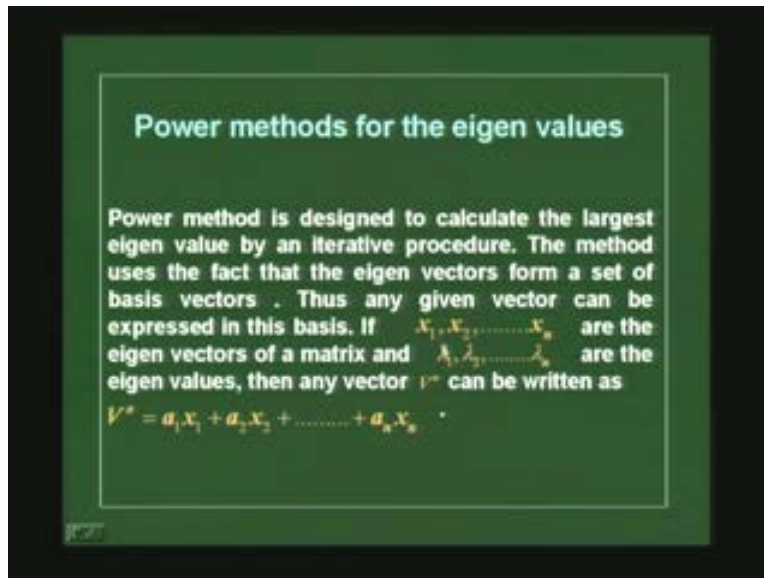 Power methods for the eigen values
Power method is designed to calculate the largest
eigen value by an iterative procedure. The method
uses the fact that the eigen vectors form a set of
basis vectors . Thus any given vector can be
expressed in this basis. If x₁, x₂,........xₙ are the
eigen vectors of a matrix and λ₁, λ₂,.......λₙ are the
eigen values, then any vector V* can be written as
V* = a₁x₁ + a₂x₂ + ......... + aₙxₙ .